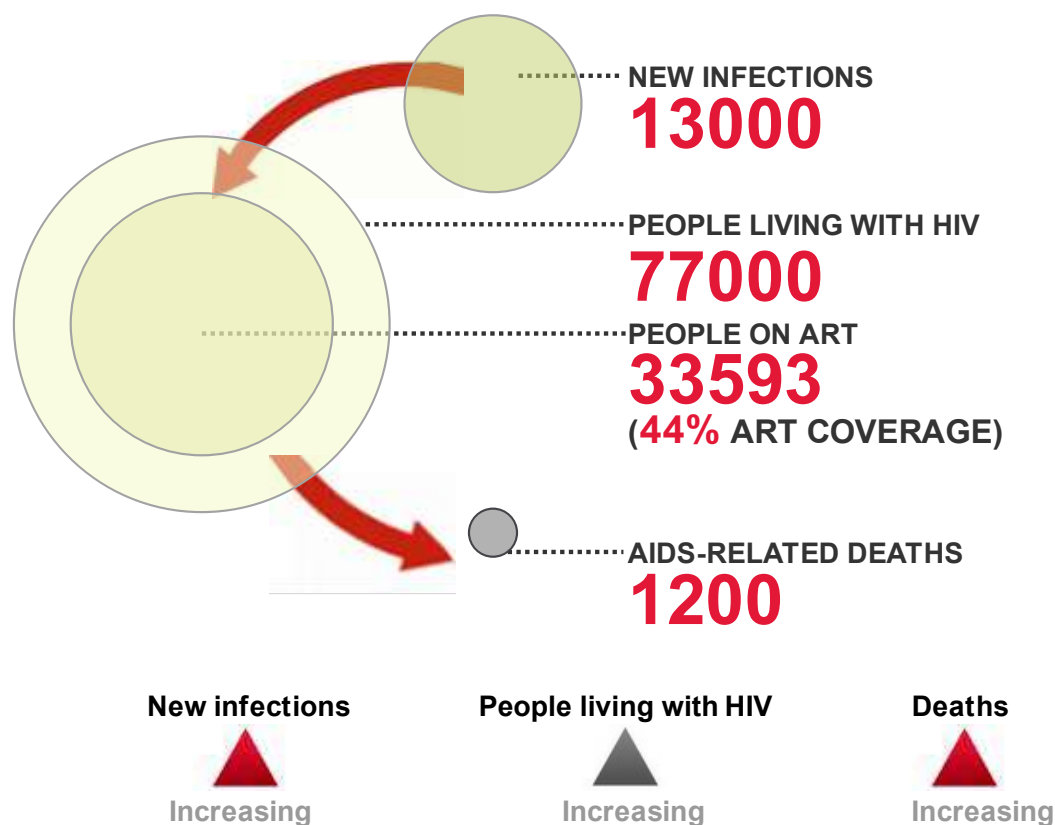 NEW INFECTIONS
13000
PEOPLE LIVING WITH HIV
77000
PEOPLE ON ART
33593
(44% ART COVERAGE)
AIDS-RELATED DEATHS
1200
New infections People living with HIV Deaths
Increasing Increasing Increasing